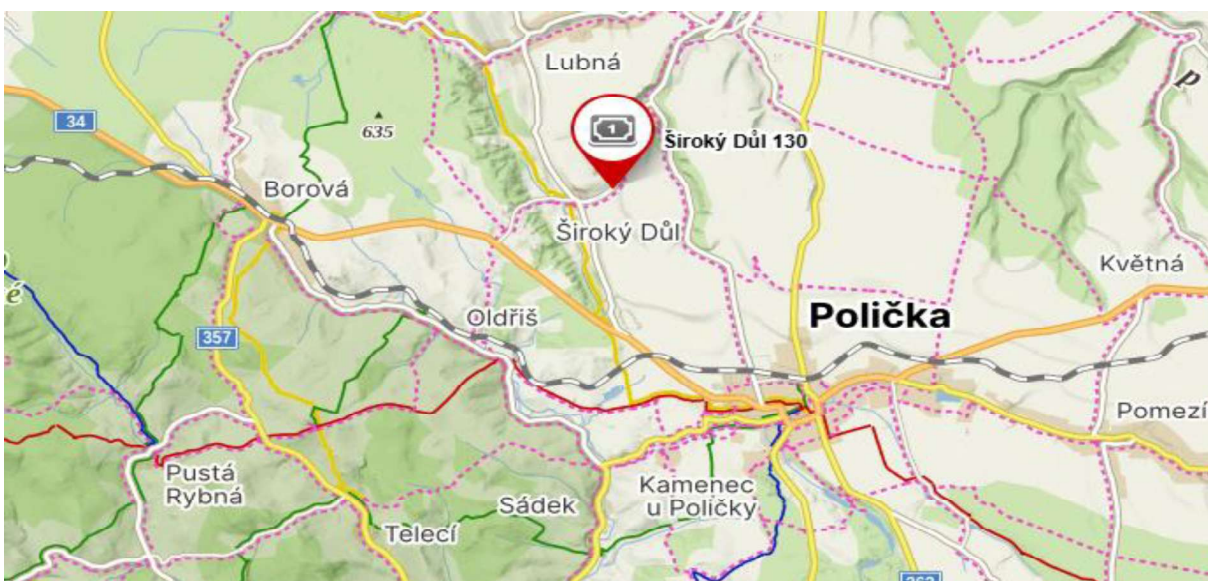 Lubná
34
635
1
Široký Důl 130
p
Borová
Široký Důl
Květná
é
Polička
Oldřiš
357
Pomezí
Pustá
Rybná
Kamenec
u Poličky
Sádek
Telecí